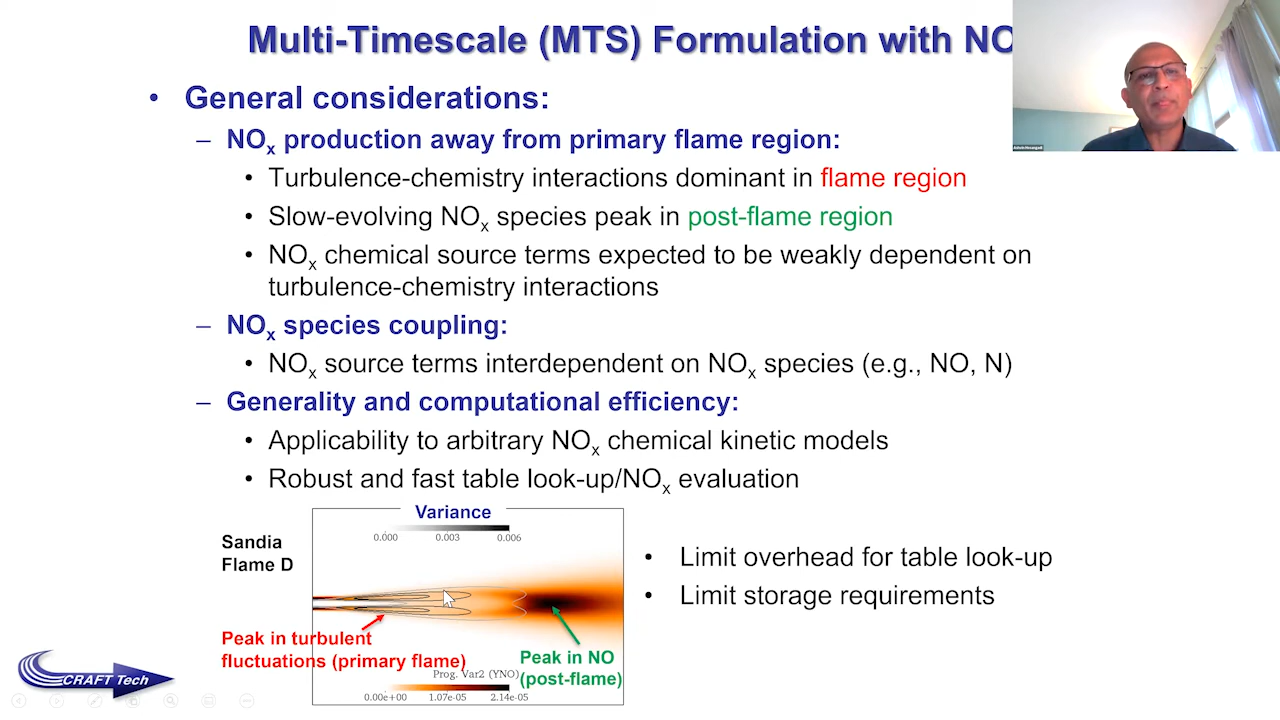 Multi-Timescale (MTS) Formulation with NO
• General considerations:
– NOx production away from primary flame region:
• Turbulence-chemistry interactions dominant in flame region
• Slow-evolving NOx species peak in post-flame region
• NOx chemical source terms expected to be weakly dependent on
turbulence-chemistry interactions
– NOx species coupling:
• NOx source terms interdependent on NOx species (e.g., NO, N)
– Generality and computational efficiency:
• Applicability to arbitrary NOx chemical kinetic models
• Robust and fast table look-up/NOx evaluation
Variance
0.000 0.003 0.006
Sandia
Flame D
• Limit overhead for table look-up
• Limit storage requirements
Peak in turbulent
fluctuations (primary flame)
Peak in NO
(post-flame)
Prog. Var2 (YNO)
0.00e+00 1.07e-05 2.14e-05
CRAFT Tech